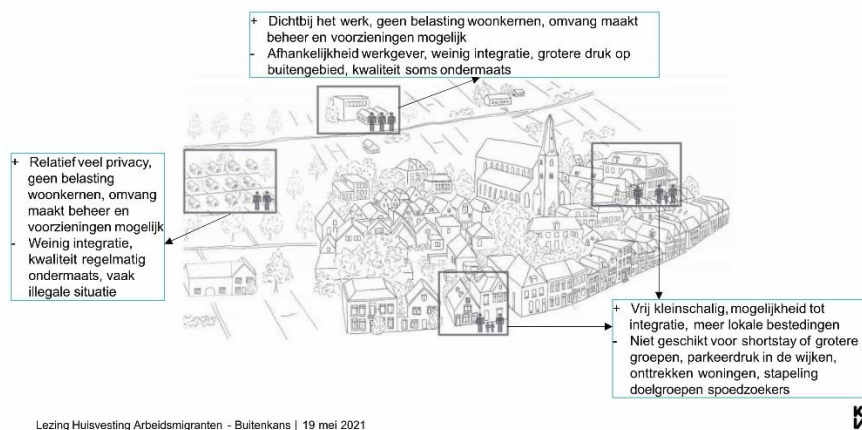 + Dichtbij het werk, geen belasting woonkernen, omvang maakt
beheer en voorzieningen mogelijk
- Afhankelijkheid werkgever, weinig integratie, grotere druk op
buitengebied, kwaliteit soms ondermaats
+ Relatief veel privacy,
geen belasting
woonkernen, omvang
maakt beheer en
voorzieningen mogelijk
- Weinig integratie,
kwaliteit regelmatig
ondermaats, vaak
illegale situatie
+ Vrij kleinschalig, mogelijkheid tot
integratie, meer lokale bestedingen
- Niet geschikt voor shortstay of grotere
groepen, parkeerdruk in de wijken,
onttrekken woningen, stapeling
doelgroepen spoedzoekers
Lezing Huisvesting Arbeidsmigranten - Buitenkans | 19 mei 2021